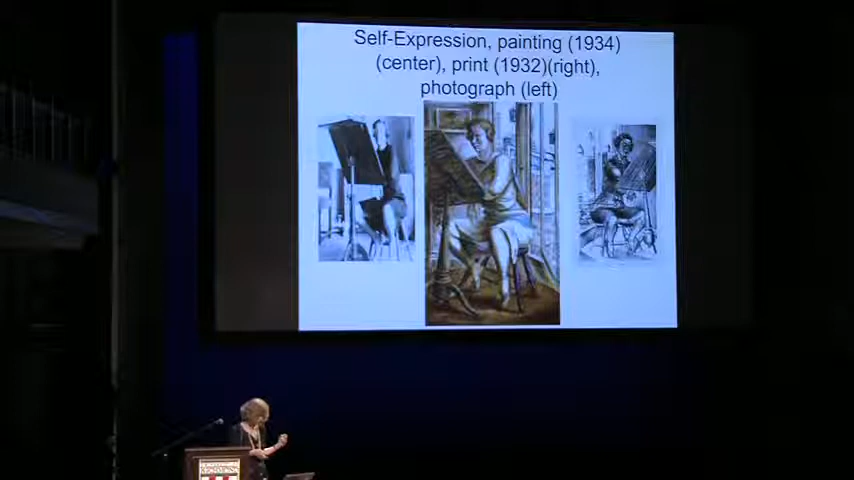 Self-Expression, painting (1934)
(center), print (1932)(right),
photograph (left)